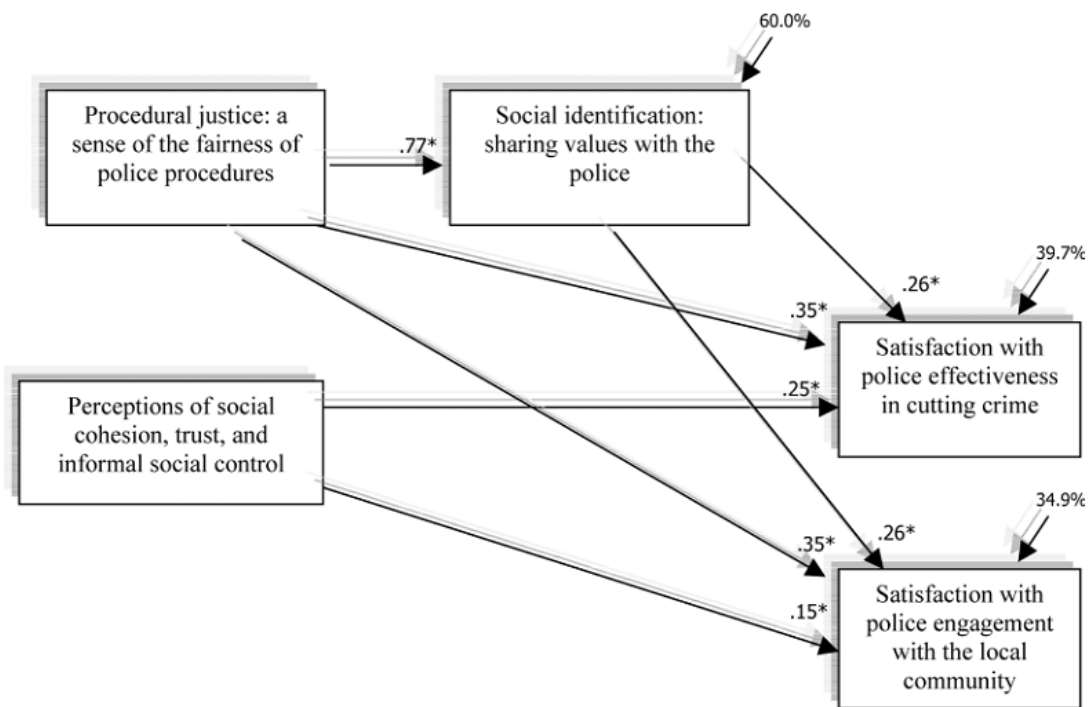 60.0%
Procedural justice: a
sense of the fairness of
police procedures
.77*
Social identification:
sharing values with the
police
39.7%
.26*
.35*
Satisfaction with
police effectiveness
in cutting crime
.25*
Perceptions of social
cohesion, trust, and
informal social control
34.9%
.26*
.35*
.15*
Satisfaction with
police engagement
with the local
community